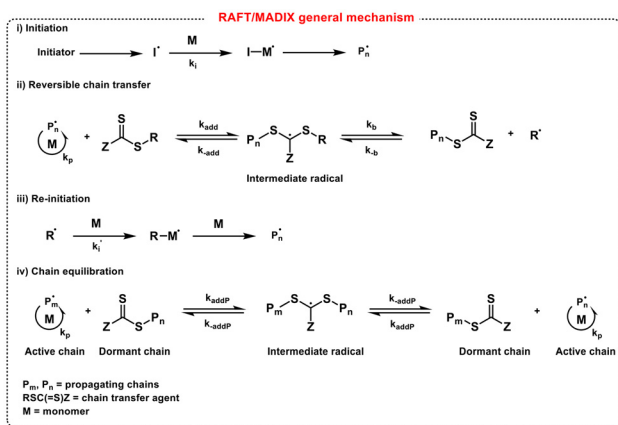 RAFT/MADIX general mechanism
i) Initiation
Initiator I• M ki I–M• Pn•
ii) Reversible chain transfer
Pn• M kp + S Z S R kadd k-add Pn S • S R Z kb k-b Pn S S Z + R•
Intermediate radical
iii) Re-initiation
R• M ki' R–M• M Pn•
iv) Chain equilibration
Pm• M kp + S Z S Pn kaddP k-addP Pm S • S Pn Z k-addP kaddP Pm S S Z + Pn• M kp
Active chain Dormant chain Intermediate radical Dormant chain Active chain
Pm, Pn = propagating chains
RSC(=S)Z = chain transfer agent
M = monomer